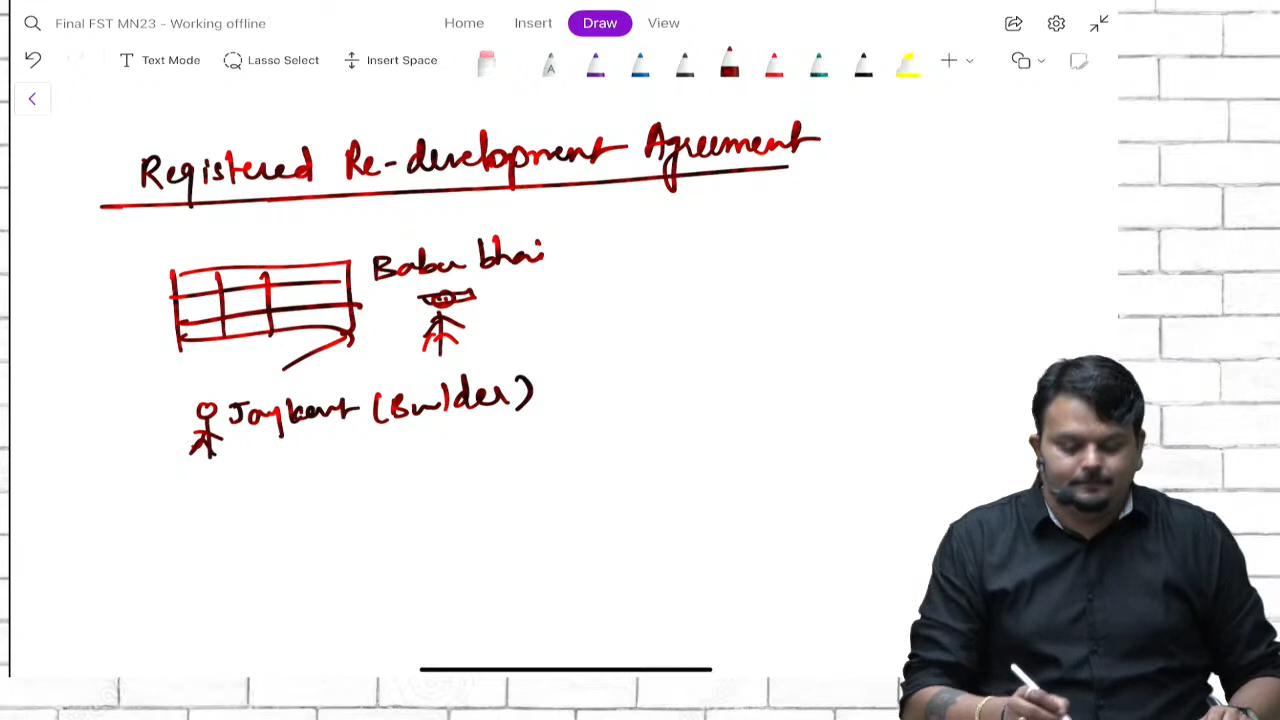 Final FST MN23 - Working offline
Home Insert Draw View
Text Mode Lasso Select Insert Space
Registered Re-development Agreement
Babu bhai
Jaykant (Builder)